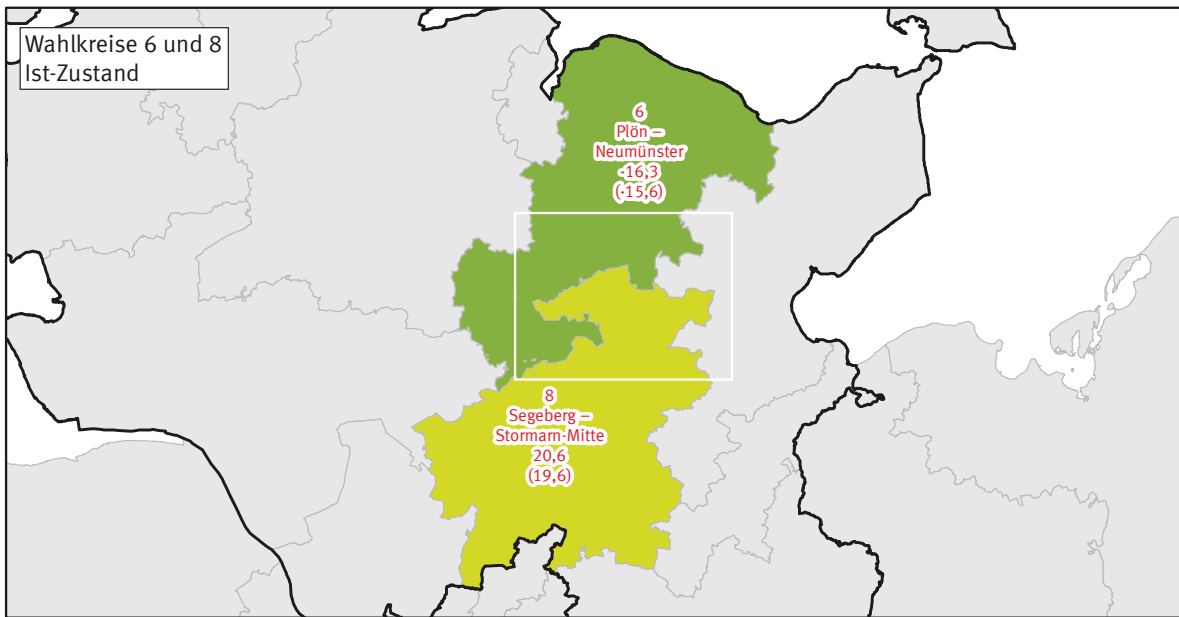 Wahlkreise 6 und 8
Ist-Zustand
6
Plön –
Neumünster
-16,3
(-15,6)
8
Segeberg –
Stormarn-Mitte
20,6
(19,6)